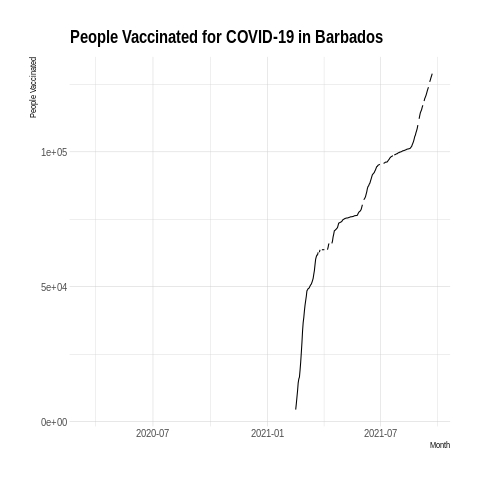 People Vaccinated for COVID-19 in Barbados
People Vaccinated
1e+05
5e+04
0e+00
2020-07 2021-01 2021-07
Month